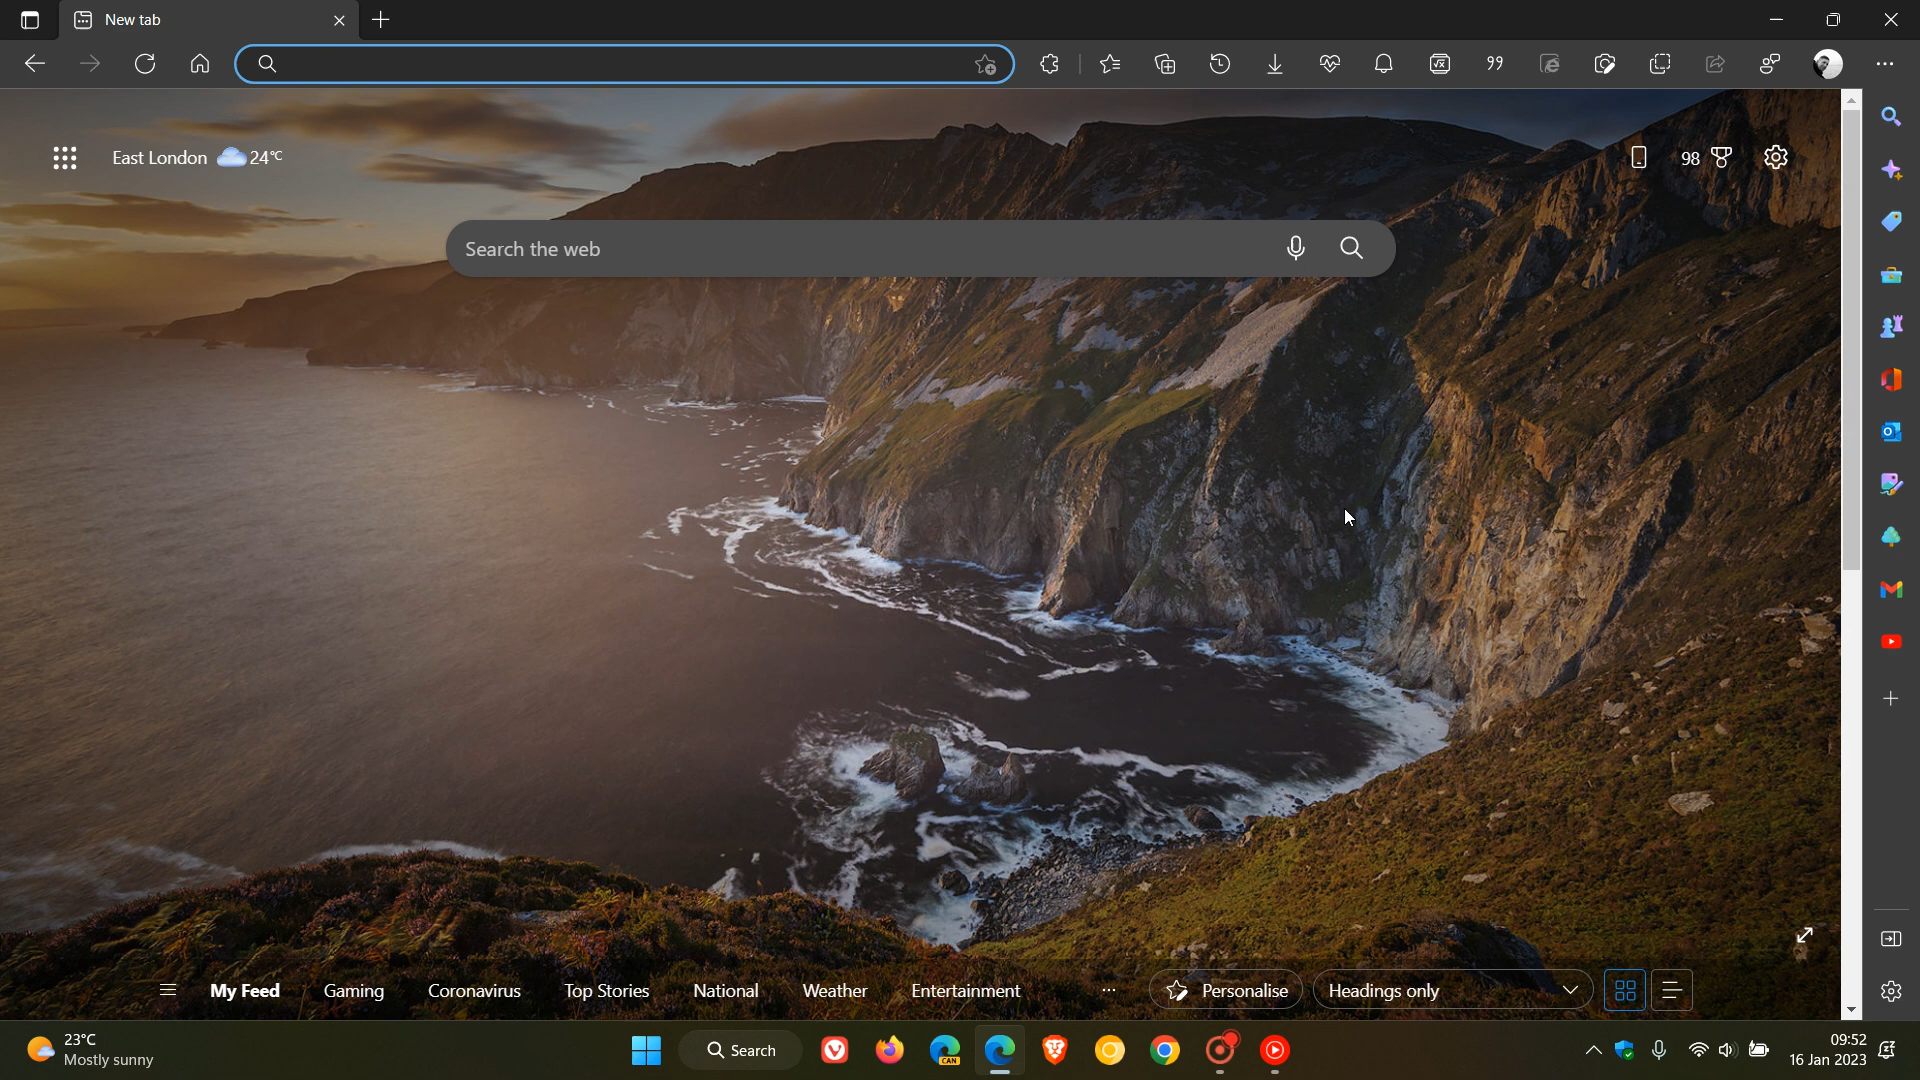 New tab
East London 24°C
98
Search the web
My Feed Gaming Coronavirus Top Stories National Weather Entertainment ... Personalise Headings only
23°C
Mostly sunny
Search
CAN
09:52
16 Jan 2023